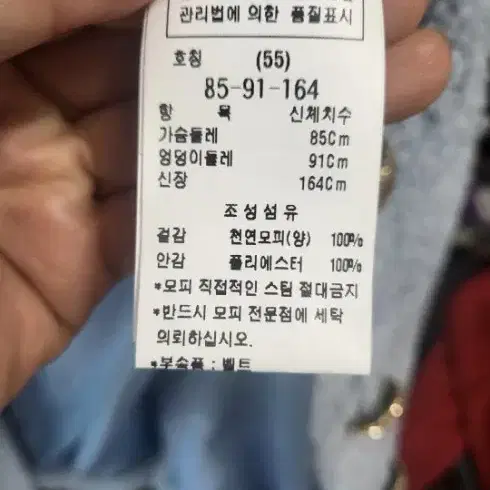 관리법에 의한 품질표시
호칭 (55)
85-91-164
항 목 신체치수
가슴둘레 85Cm
엉덩이둘레 91Cm
신장 164Cm
조성섬유
겉감 천연모피(양) 100%
안감 폴리에스터 100%
*모피 직접적인 스팀 절대금지
*반드시 모피 전문점에 세탁
의뢰하십시오.
*부속품 : 벨트